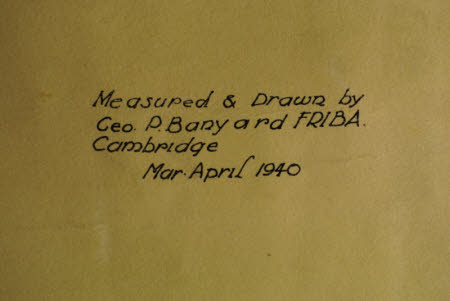 Measured & Drawn by
Geo. P. Banyard FRIBA.
Cambridge
Mar. April 1940